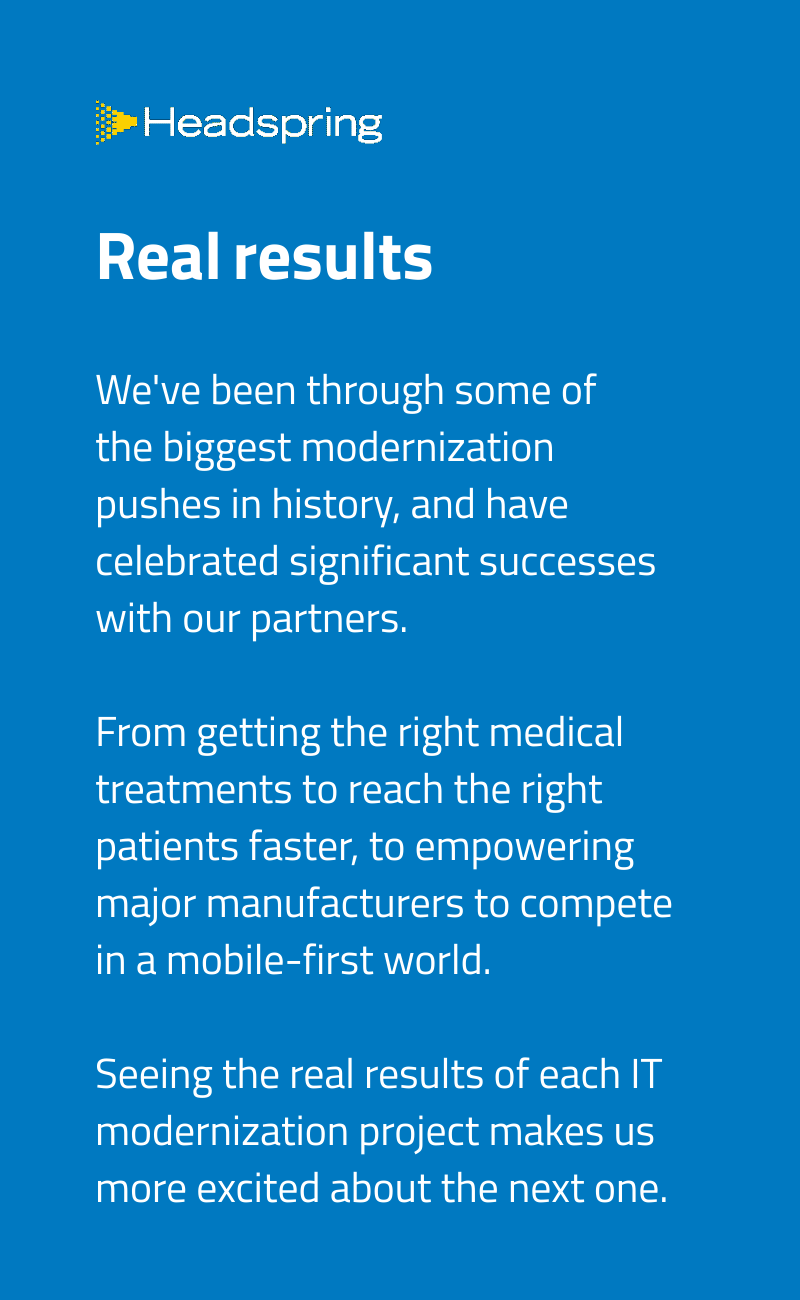 Headspring
Real results
We've been through some of
the biggest modernization
pushes in history, and have
celebrated significant successes
with our partners.
From getting the right medical
treatments to reach the right
patients faster, to empowering
major manufacturers to compete
in a mobile-first world.
Seeing the real results of each IT
modernization project makes us
more excited about the next one.